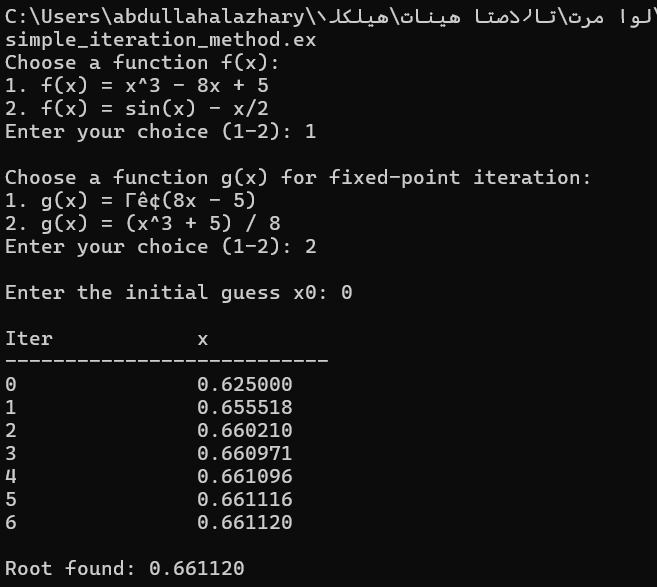 C:\Users\abdullahalazhary\هيلكلا\تانيه اتصدلارات\ترم اول\
simple_iteration_method.ex
Choose a function f(x):
1. f(x) = x^3 - 8x + 5
2. f(x) = sin(x) - x/2
Enter your choice (1-2): 1
Choose a function g(x) for fixed-point iteration:
1. g(x) = Γê¢(8x - 5)
2. g(x) = (x^3 + 5) / 8
Enter your choice (1-2): 2
Enter the initial guess x0: 0
Iter x
---------------------------
0 0.625000
1 0.655518
2 0.660210
3 0.660971
4 0.661096
5 0.661116
6 0.661120
Root found: 0.661120